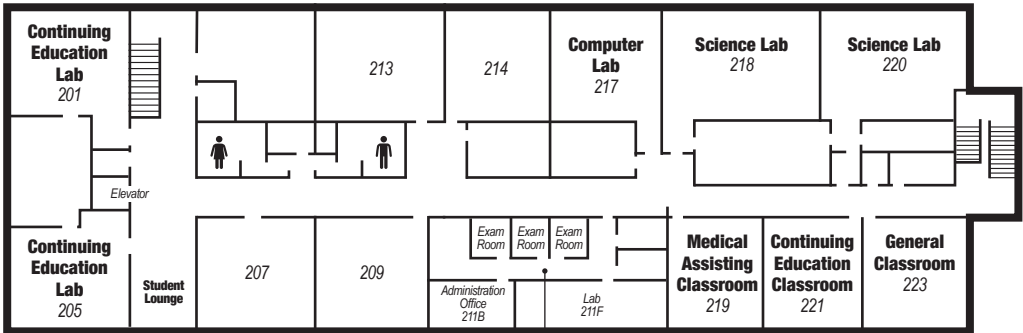 Continuing
Education
Lab
201
213
214
Computer
Lab
217
Science Lab
218
Science Lab
220
Elevator
Continuing
Education
Lab
205
Student
Lounge
207
209
Exam
Room
Exam
Room
Exam
Room
Administration
Office
211B
Lab
211F
Medical
Assisting
Classroom
219
Continuing
Education
Classroom
221
General
Classroom
223